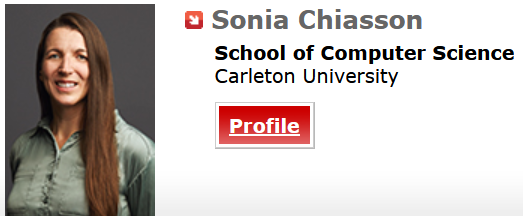 Sonia Chiasson
School of Computer Science
Carleton University
Profile